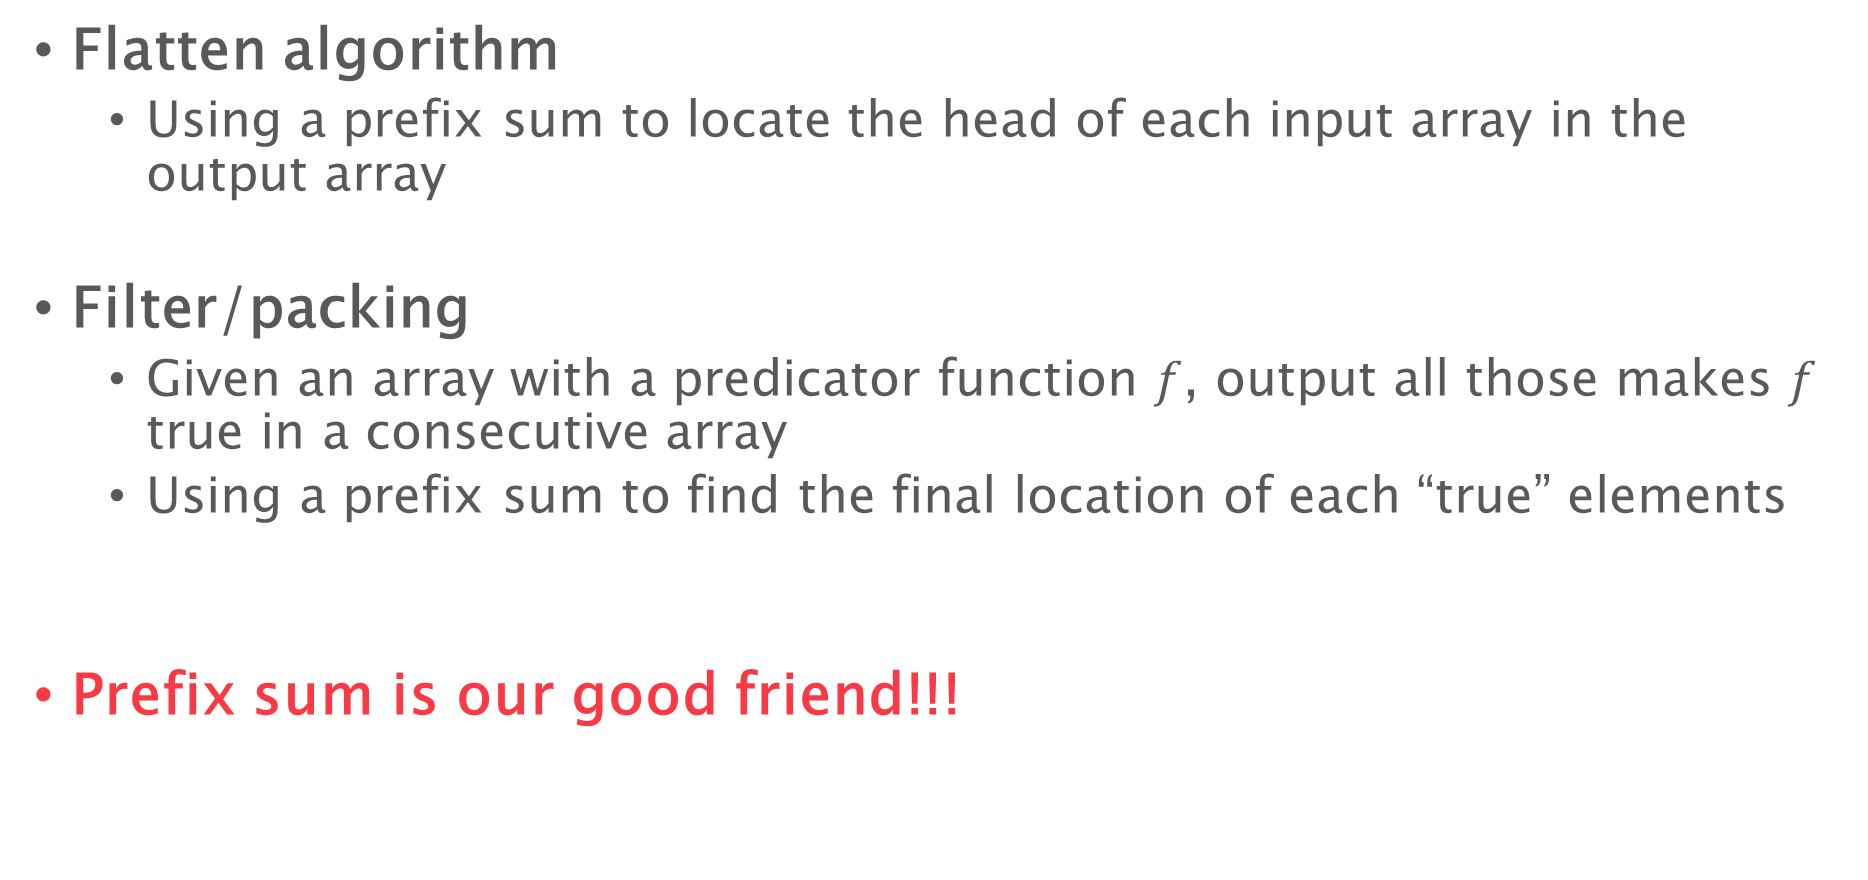 • Flatten algorithm
• Using a prefix sum to locate the head of each input array in the
output array
• Filter/packing
• Given an array with a predicator function f, output all those makes f
true in a consecutive array
• Using a prefix sum to find the final location of each “true” elements
• Prefix sum is our good friend!!!